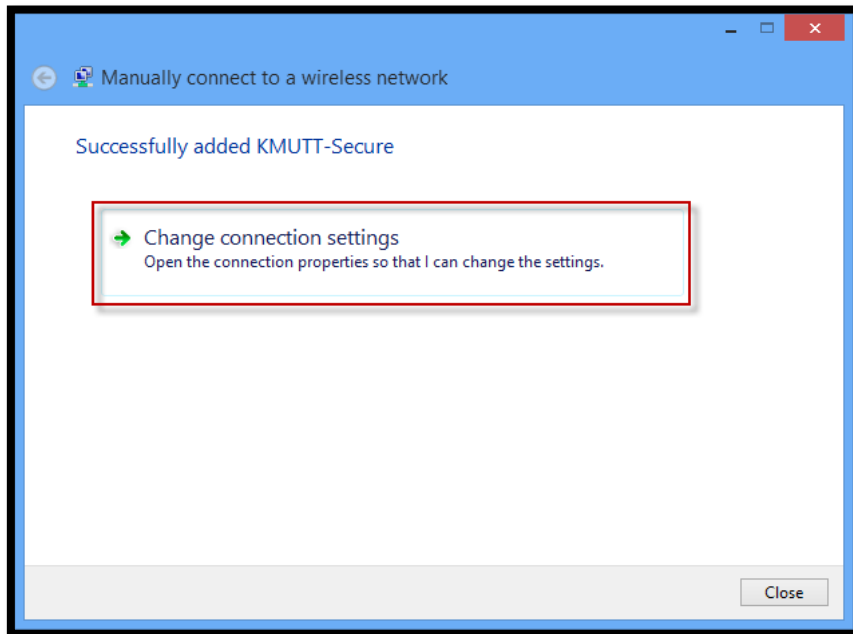 Manually connect to a wireless network
Successfully added KMUTT-Secure
Change connection settings
Open the connection properties so that I can change the settings.
Close